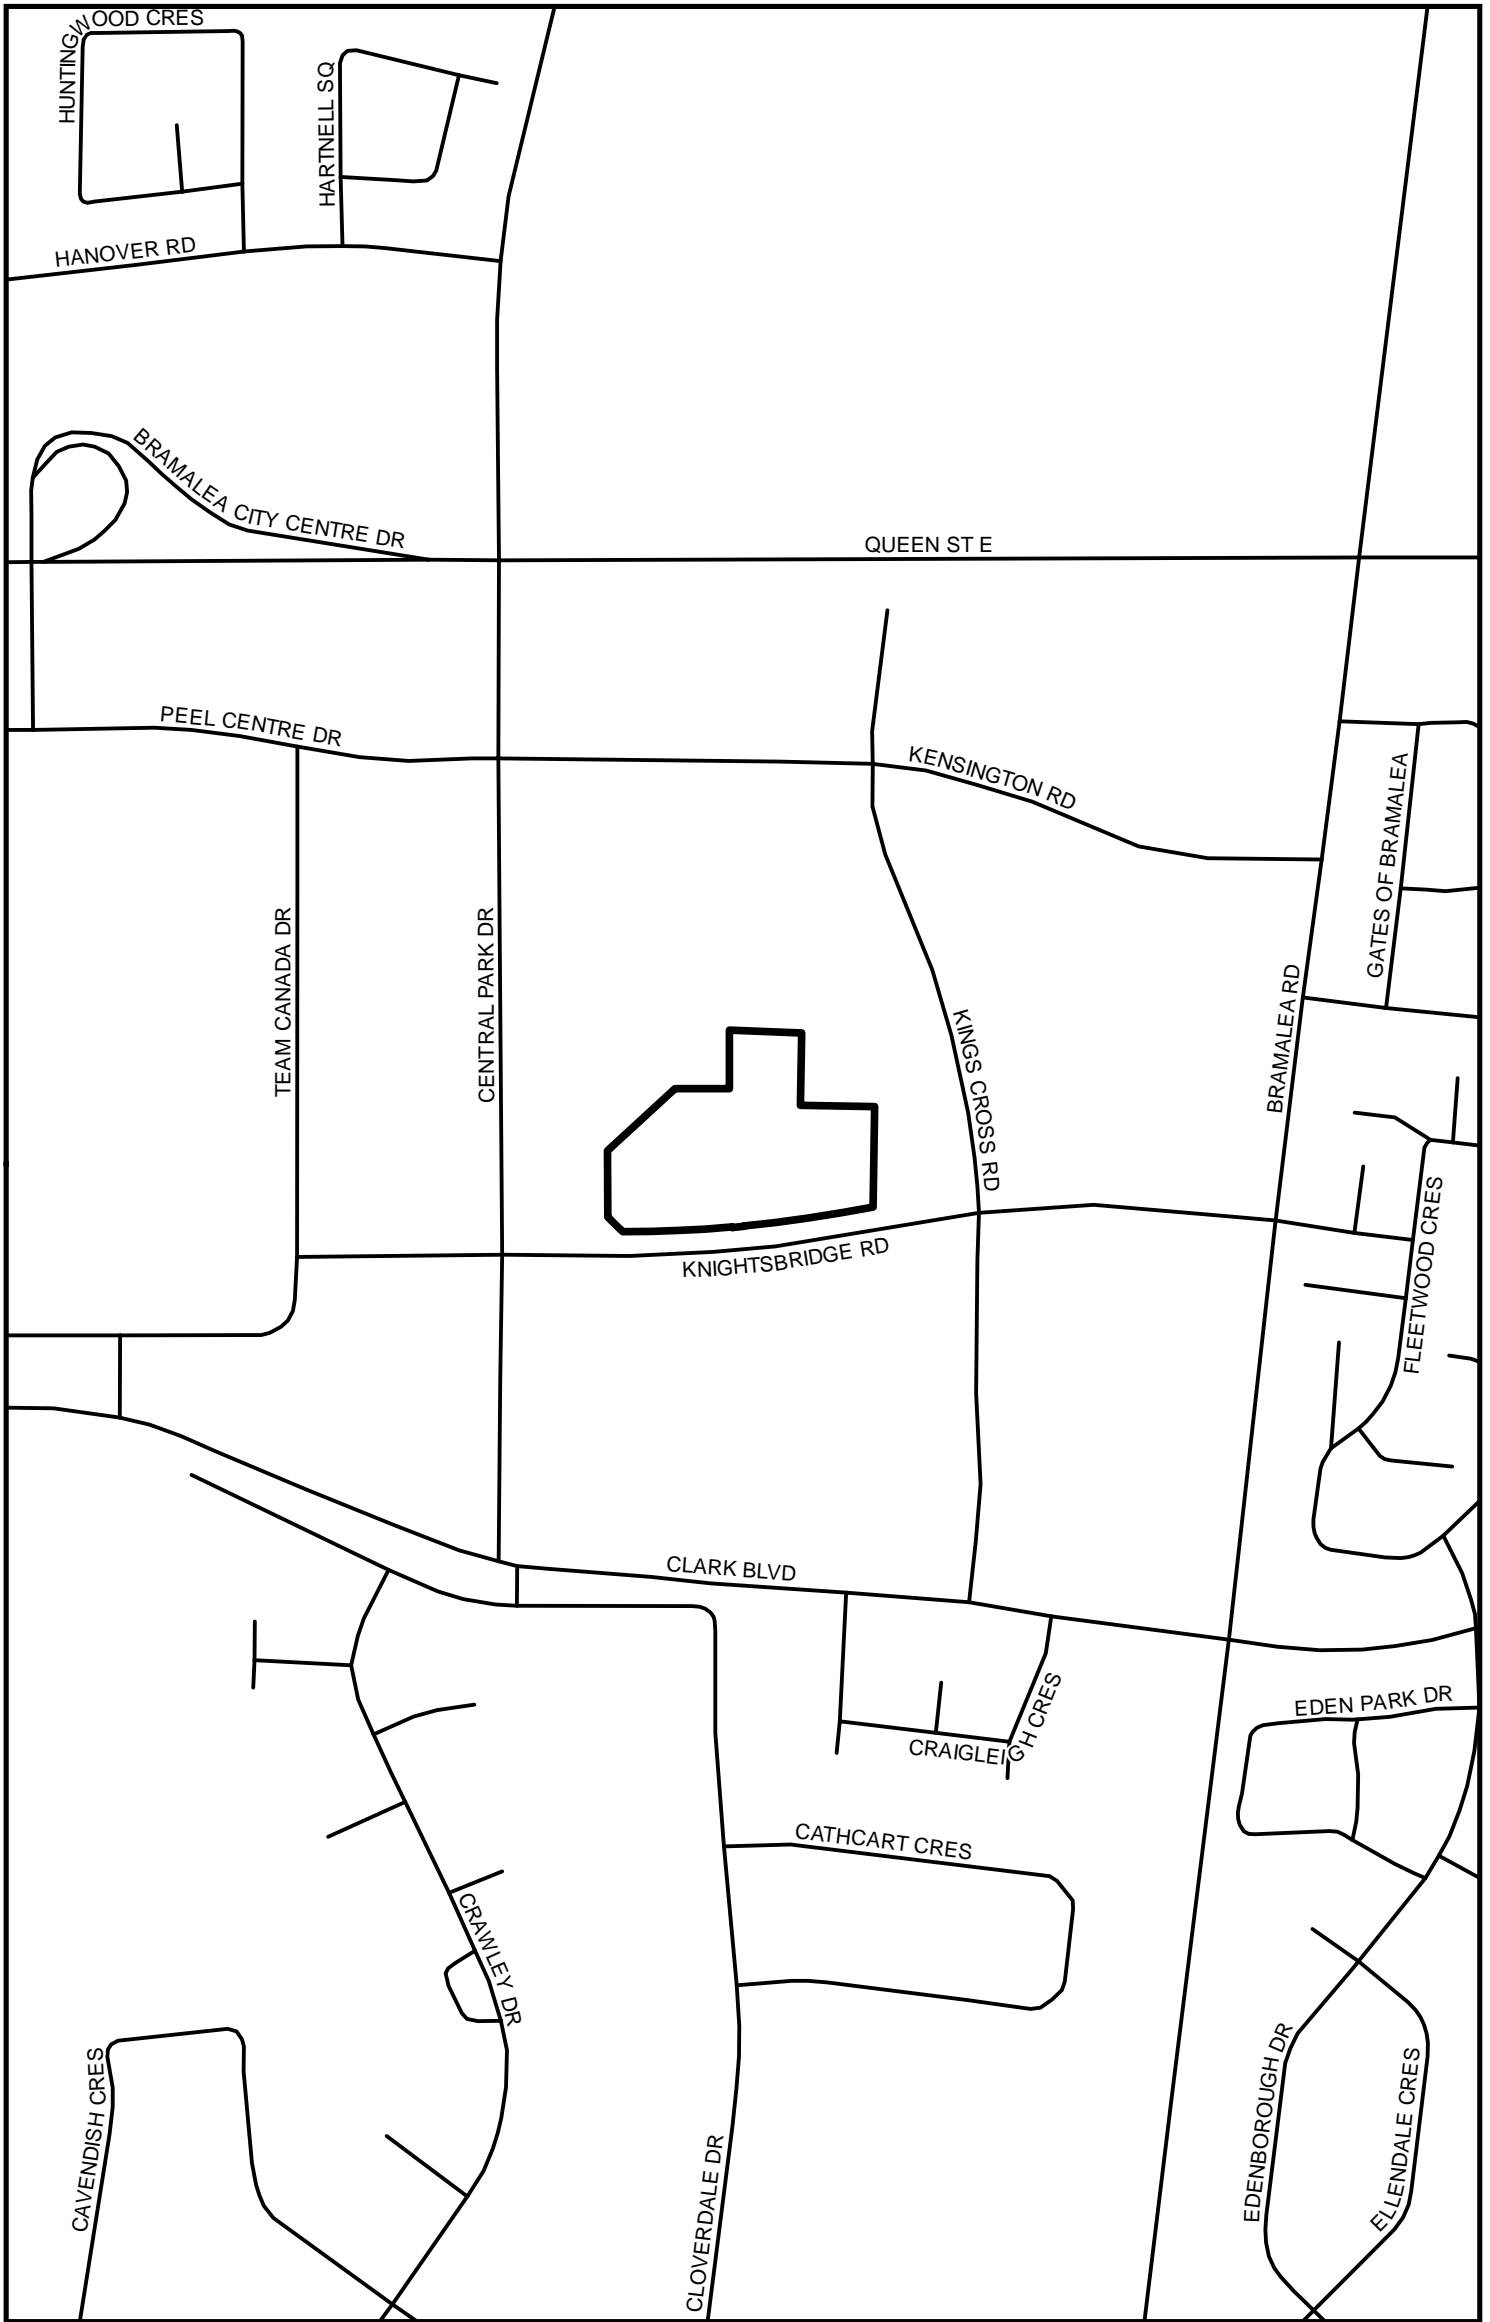 HUNTINGWOOD CRES
HARTNELL SQ
HANOVER RD
BRAMALEA CITY CENTRE DR
QUEEN ST E
PEEL CENTRE DR
KENSINGTON RD
GATES OF BRAMALEA
TEAM CANADA DR
CENTRAL PARK DR
KINGS CROSS RD
BRAMALEA RD
FLEETWOOD CRES
KNIGHTSBRIDGE RD
CLARK BLVD
CRAIGLEIGH CRES
EDEN PARK DR
CATHCART CRES
CRAWLEY DR
CAVENDISH CRES
CLOVERDALE DR
EDENBOROUGH DR
ELLENDALE CRES